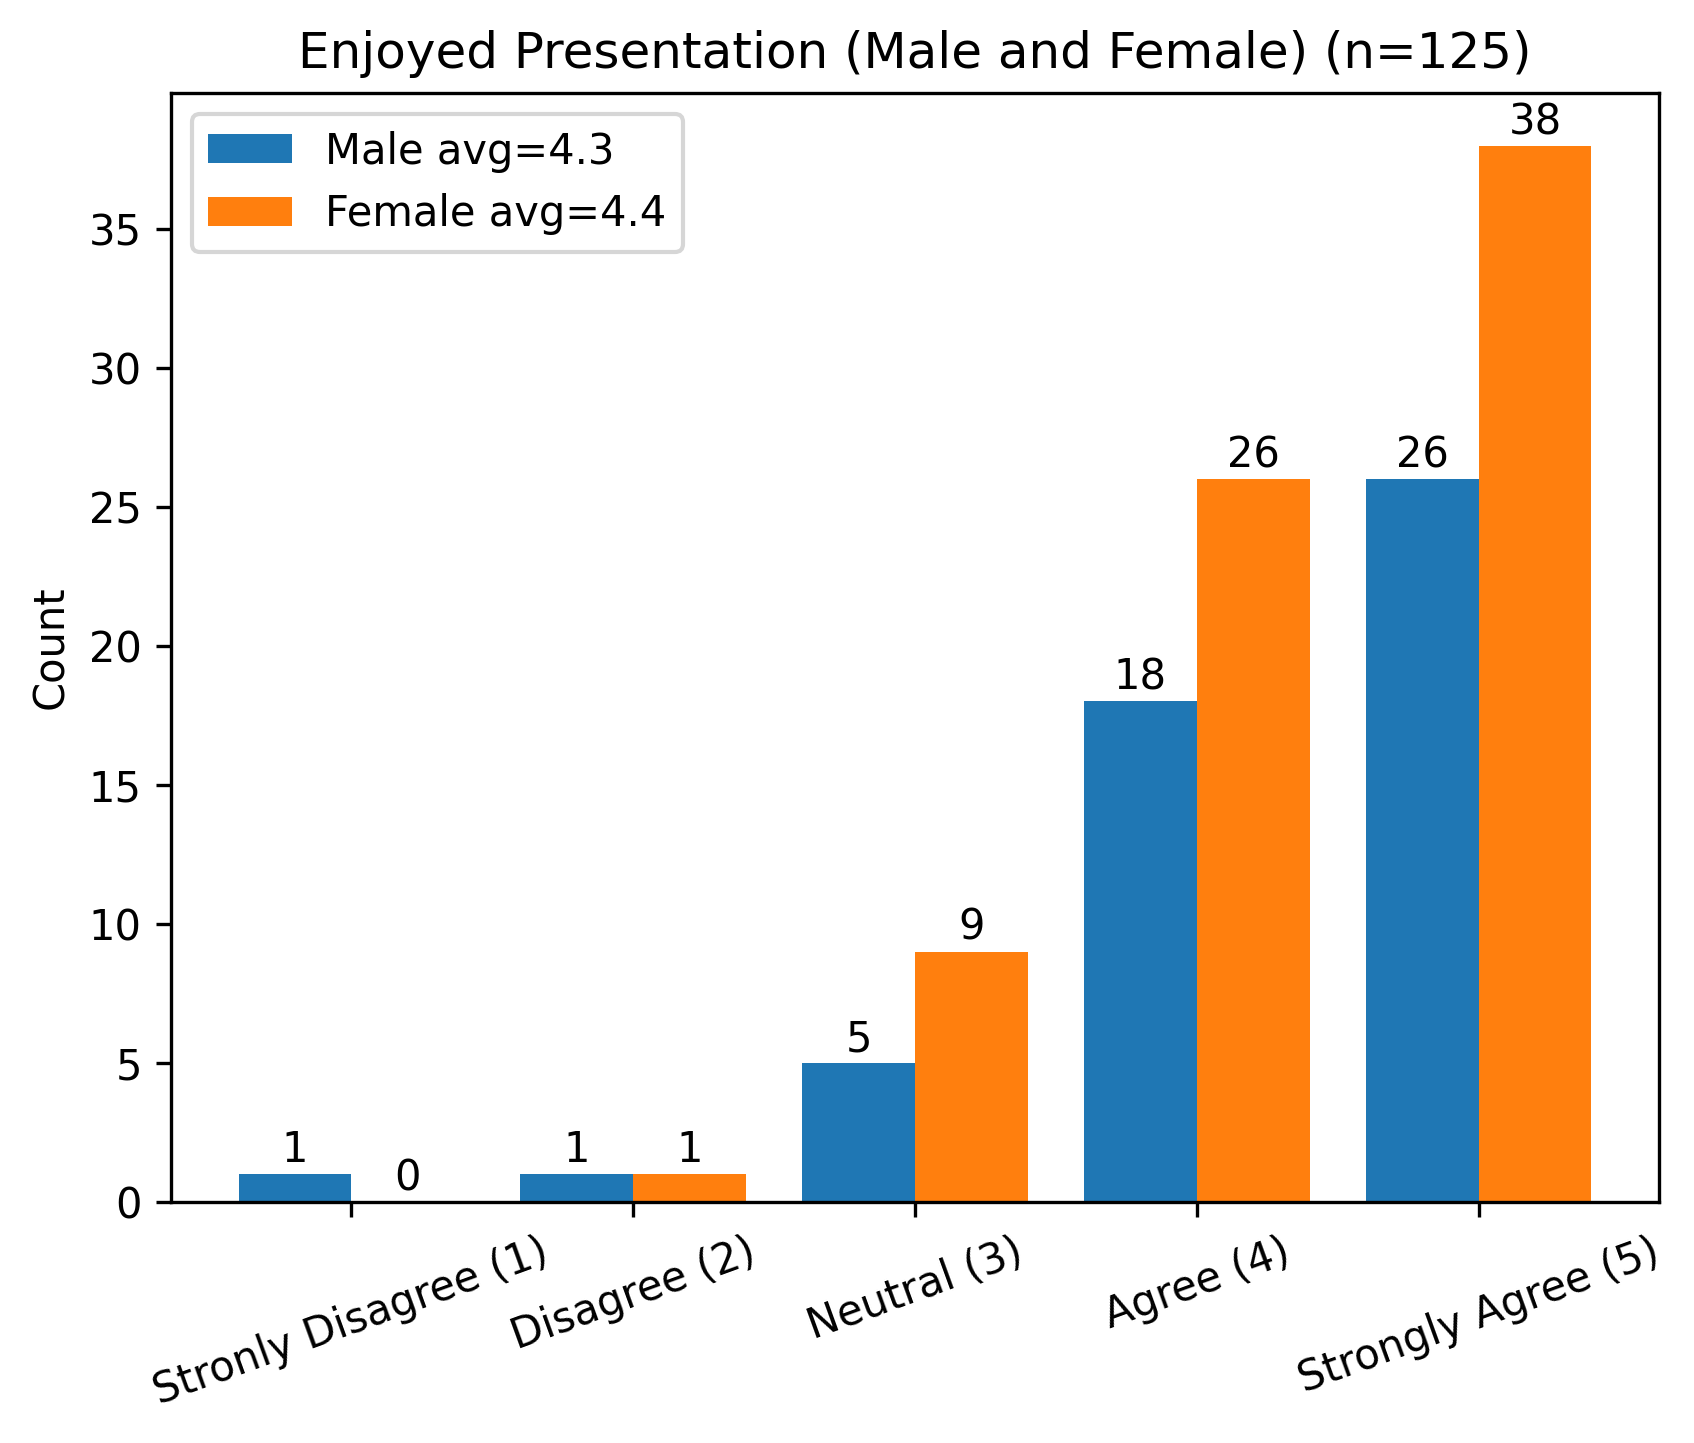 Enjoyed Presentation (Male and Female) (n=125)
Male avg=4.3
Female avg=4.4
Count
35
30
25
20
15
10
5
0
1
0
1
1
5
9
18
26
26
38
Stronly Disagree (1)
Disagree (2)
Neutral (3)
Agree (4)
Strongly Agree (5)